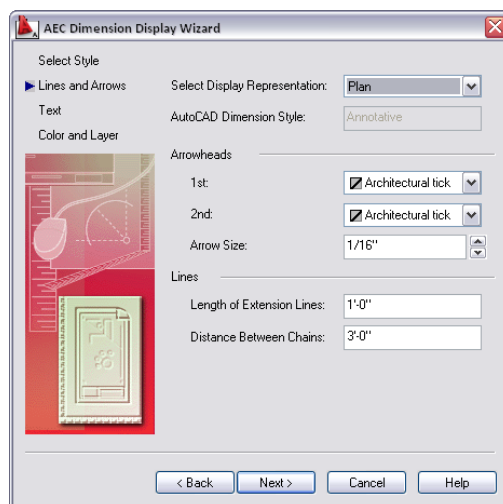 AEC Dimension Display Wizard
Select Style
Lines and Arrows
Text
Color and Layer
Select Display Representation: Plan
AutoCAD Dimension Style: Annotative
Arrowheads
1st: Architectural tick
2nd: Architectural tick
Arrow Size: 1/16"
Lines
Length of Extension Lines: 1'-0"
Distance Between Chains: 3'-0"
< Back Next > Cancel Help